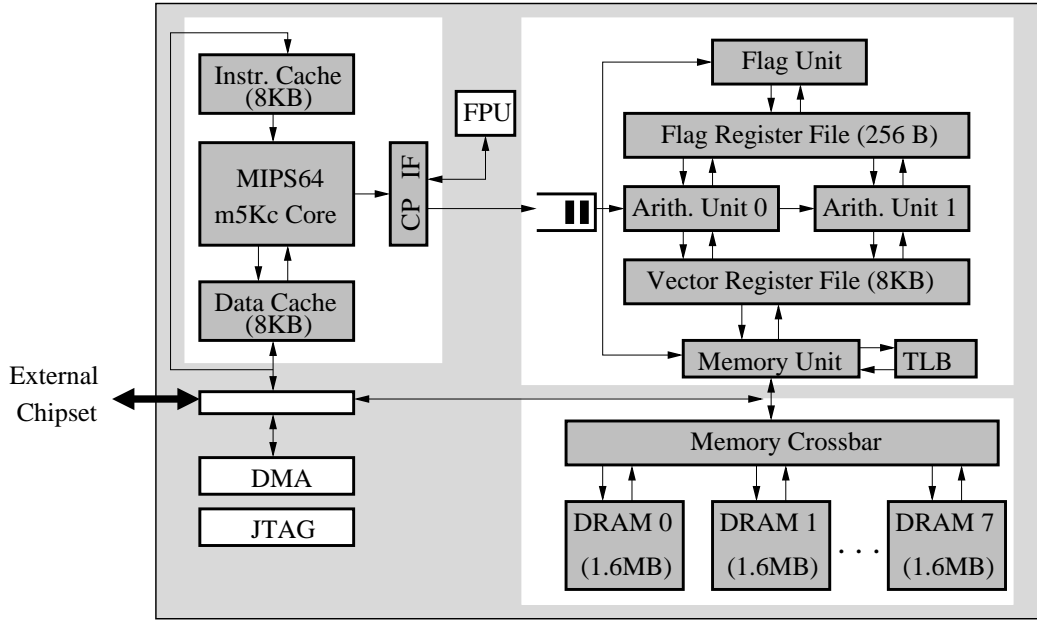 Instr. Cache
(8KB)
MIPS64
m5Kc Core
Data Cache
(8KB)
CP IF
FPU
Flag Unit
Flag Register File (256 B)
Arith. Unit 0
Arith. Unit 1
Vector Register File (8KB)
Memory Unit
TLB
External
Chipset
DMA
JTAG
Memory Crossbar
DRAM 0
(1.6MB)
DRAM 1
(1.6MB)
. . .
DRAM 7
(1.6MB)